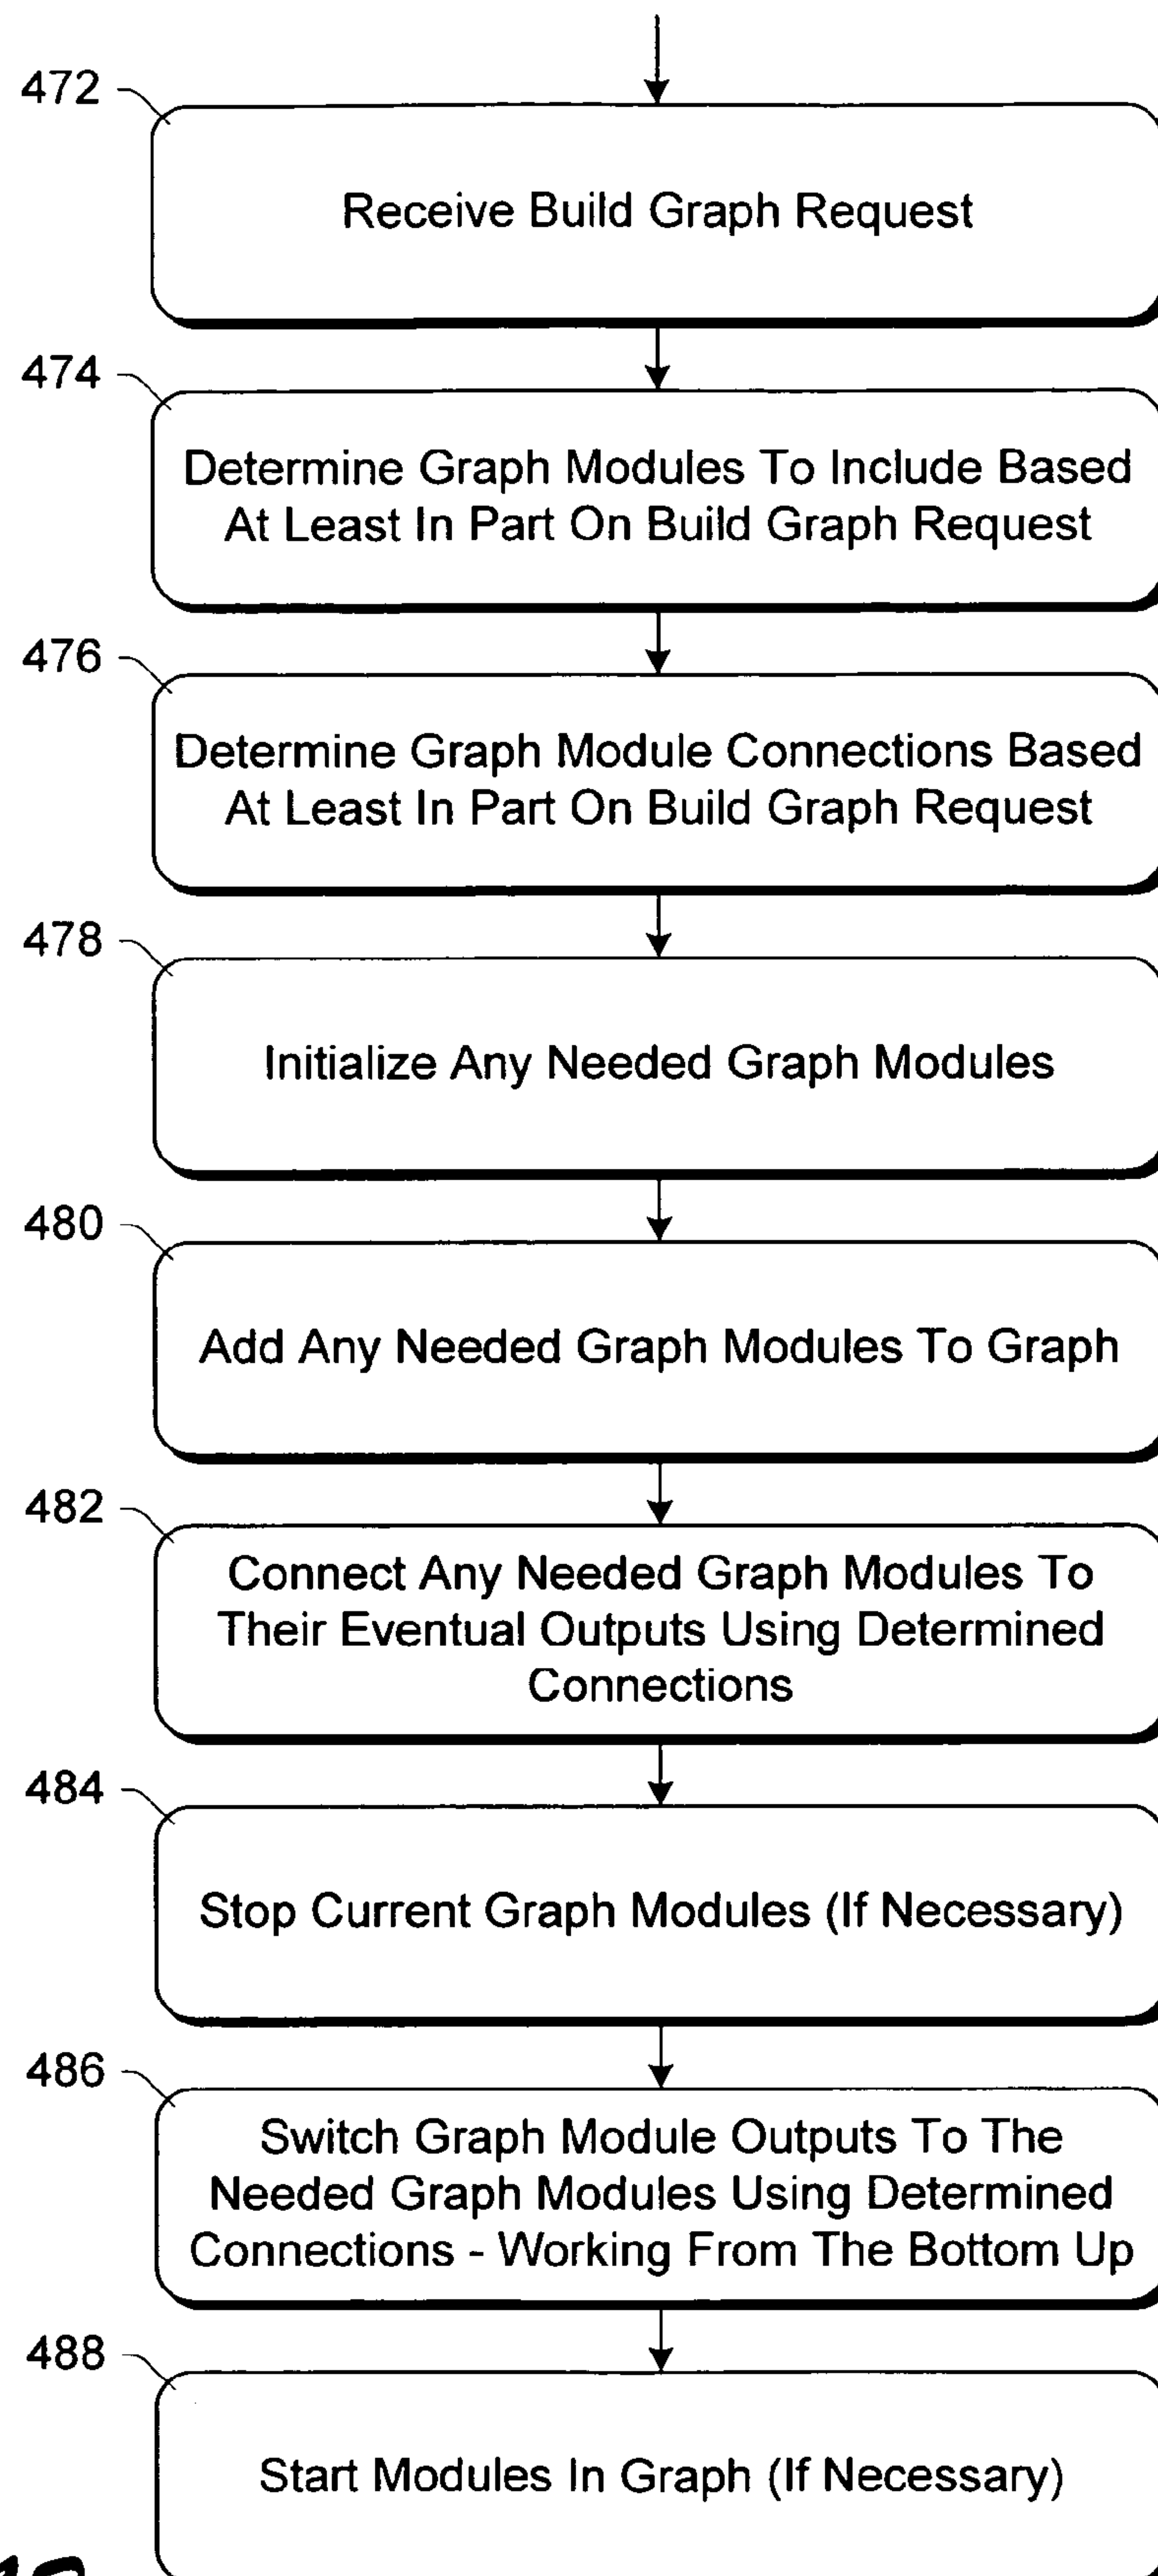 472
Receive Build Graph Request
474
Determine Graph Modules To Include Based
At Least In Part On Build Graph Request
476
Determine Graph Module Connections Based
At Least In Part On Build Graph Request
478
Initialize Any Needed Graph Modules
480
Add Any Needed Graph Modules To Graph
482
Connect Any Needed Graph Modules To
Their Eventual Outputs Using Determined
Connections
484
Stop Current Graph Modules (If Necessary)
486
Switch Graph Module Outputs To The
Needed Graph Modules Using Determined
Connections - Working From The Bottom Up
488
Start Modules In Graph (If Necessary)